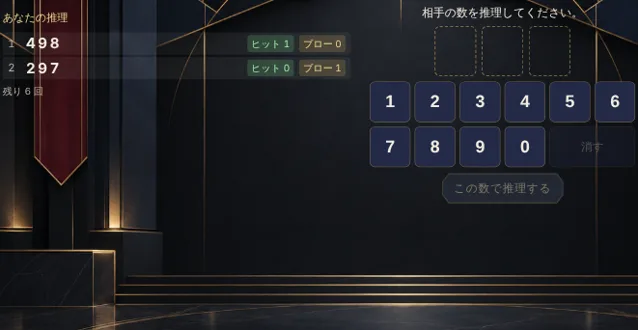 あなたの推理
1 498 ヒット 1 ブロー 0
2 297 ヒット 0 ブロー 1
残り 6 回
相手の数を推理してください。
1 2 3 4 5 6
7 8 9 0 消す
この数で推理する